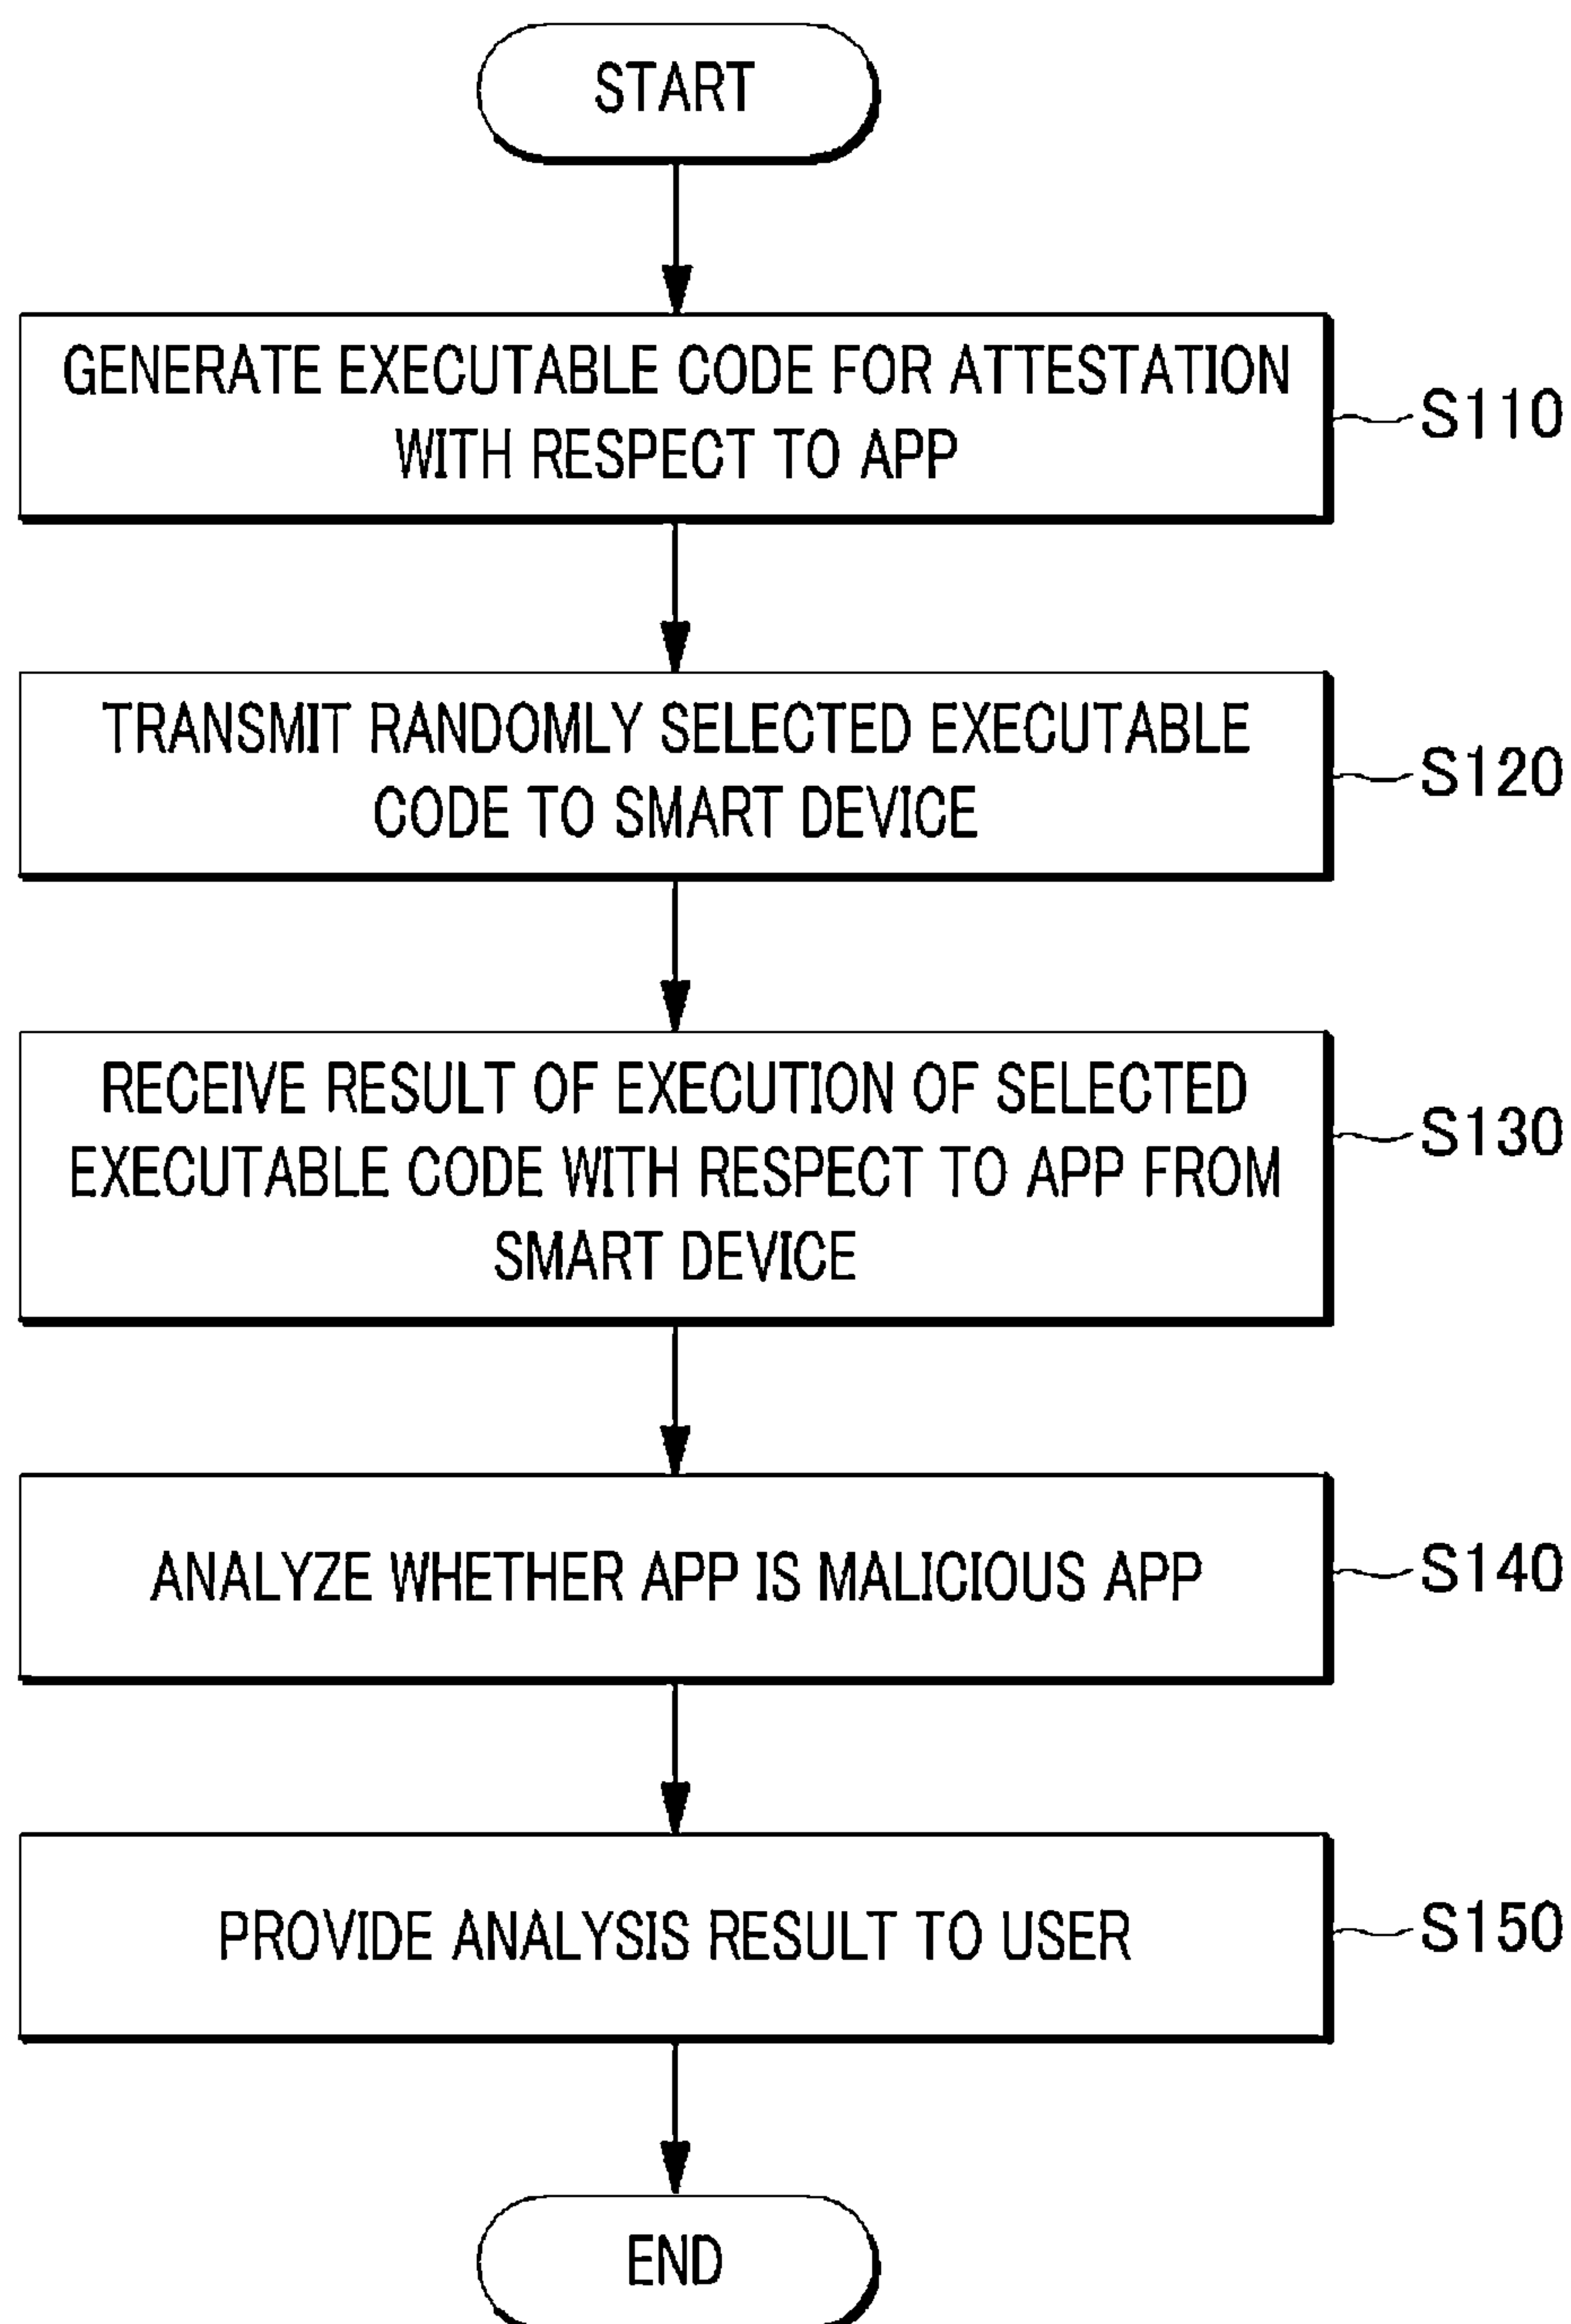 START
GENERATE EXECUTABLE CODE FOR ATTESTATION
WITH RESPECT TO APP
S110
TRANSMIT RANDOMLY SELECTED EXECUTABLE
CODE TO SMART DEVICE
S120
RECEIVE RESULT OF EXECUTION OF SELECTED
EXECUTABLE CODE WITH RESPECT TO APP FROM
SMART DEVICE
S130
ANALYZE WHETHER APP IS MALICIOUS APP
S140
PROVIDE ANALYSIS RESULT TO USER
S150
END